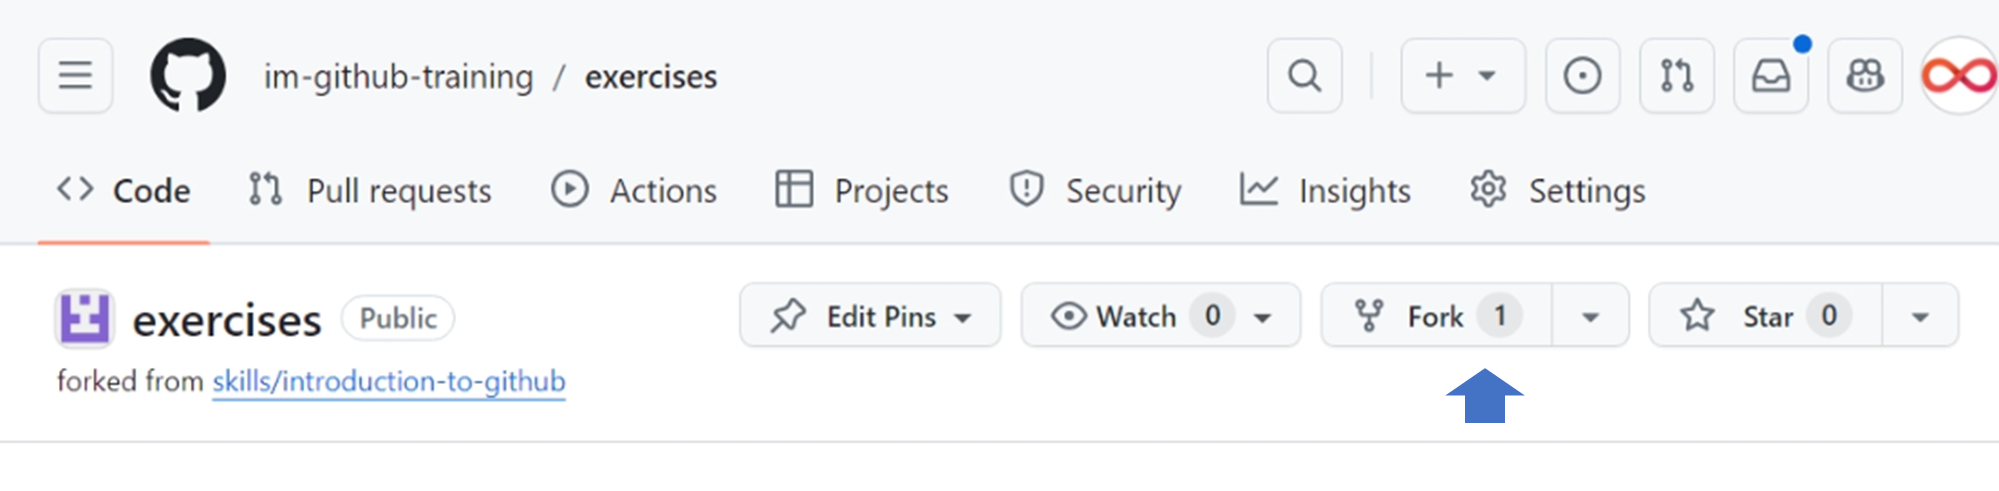 im-github-training / exercises
Code Pull requests Actions Projects Security Insights Settings
exercises Public Edit Pins Watch 0 Fork 1 Star 0
forked from skills/introduction-to-github